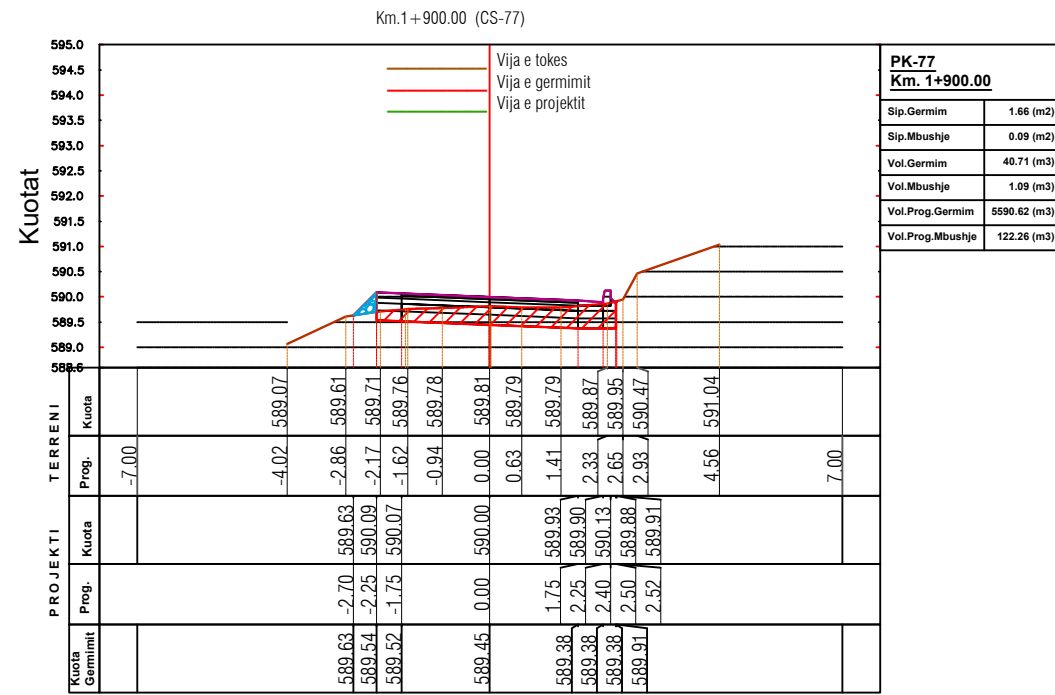 Km.1+900.00 (CS-77)
Vija e tokes
Vija e germimit
Vija e projektit
Kuotat
595.0
594.5
594.0
593.5
593.0
592.5
592.0
591.5
591.0
590.5
590.0
589.5
589.0
588.6
PK-77
Km. 1+900.00
Sip.Germim 1.66 (m2)
Sip.Mbushje 0.09 (m2)
Vol.Germim 40.71 (m3)
Vol.Mbushje 1.09 (m3)
Vol.Prog.Germim 5590.62 (m3)
Vol.Prog.Mbushje 122.26 (m3)
TERRENI
Kuota 589.07 589.61 589.71 589.76 589.78 589.81 589.79 589.79 589.87 589.95 590.47 591.04
Prog. -7.00 -4.02 -2.86 -2.17 -1.62 -0.94 0.00 0.63 1.41 2.33 2.65 2.93 4.56 7.00
PROJEKTI
Kuota 589.63 590.09 590.07 590.00 589.93 589.90 590.13 589.88 589.91
Prog. -2.70 -2.25 -1.75 0.00 1.75 2.25 2.40 2.50 2.52
Kuota
Germimit 589.63 589.54 589.52 589.45 589.38 589.38 589.38 589.91